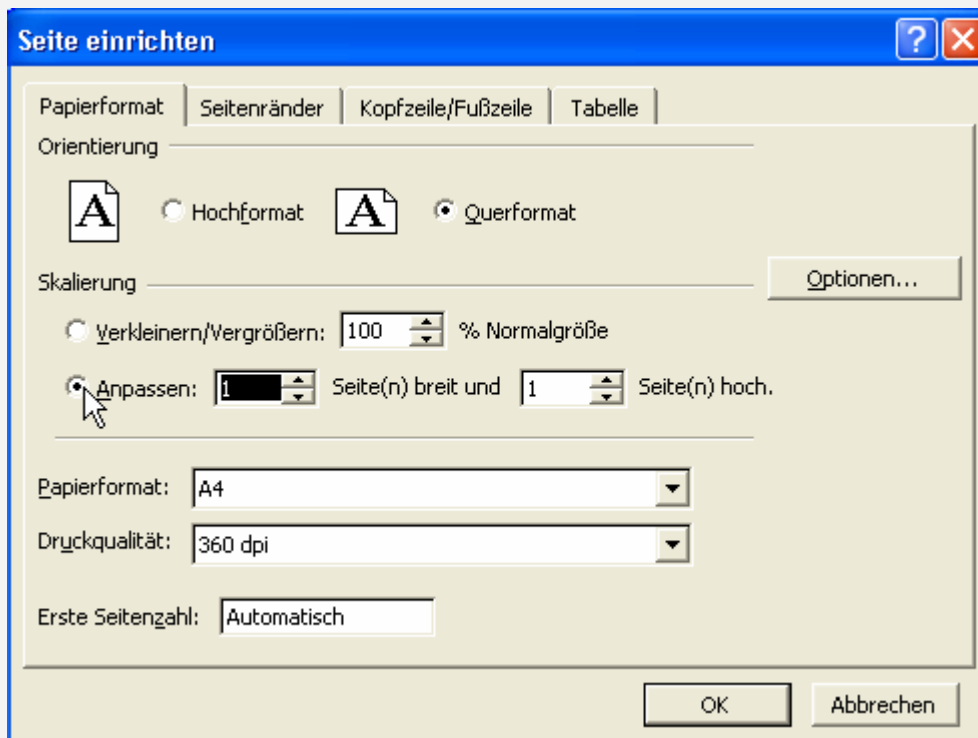 Seite einrichten
Papierformat Seitenränder Kopfzeile/Fußzeile Tabelle
Orientierung
A Hochformat A Querformat
Skalierung Optionen...
Verkleinern/Vergrößern: 100 % Normalgröße
Anpassen: 1 Seite(n) breit und 1 Seite(n) hoch.
Papierformat: A4
Druckqualität: 360 dpi
Erste Seitenzahl: Automatisch
OK Abbrechen